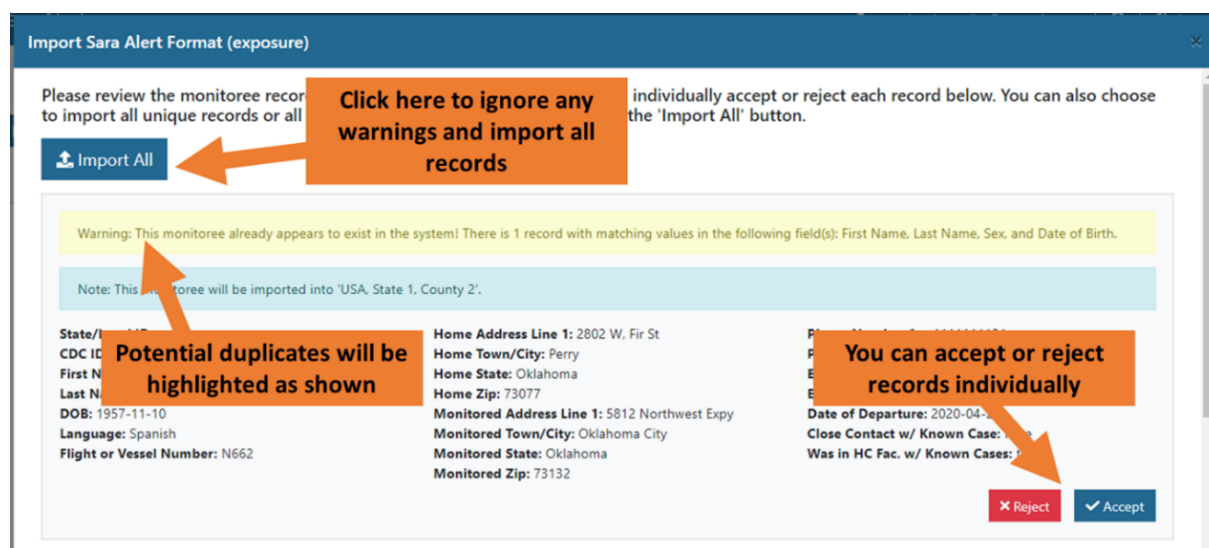 Import Sara Alert Format (exposure)
Please review the monitoree recor individually accept or reject each record below. You can also choose
to import all unique records or all the 'Import All' button.
Click here to ignore any
warnings and import all
records
Import All
Warning: This monitoree already appears to exist in the system! There is 1 record with matching values in the following field(s): First Name, Last Name, Sex, and Date of Birth.
Note: This monitoree will be imported into 'USA, State 1, County 2'.
Potential duplicates will be
highlighted as shown
State/
CDC ID
First N
Last N
DOB: 1957-11-10
Language: Spanish
Flight or Vessel Number: N662
Home Address Line 1: 2802 W. Fir St
Home Town/City: Perry
Home State: Oklahoma
Home Zip: 73077
Monitored Address Line 1: 5812 Northwest Expy
Monitored Town/City: Oklahoma City
Monitored State: Oklahoma
Monitored Zip: 73132
You can accept or reject
records individually
Date of Departure: 2020-04-
Close Contact w/ Known Case:
Was in HC Fac. w/ Known Cases:
Reject
Accept